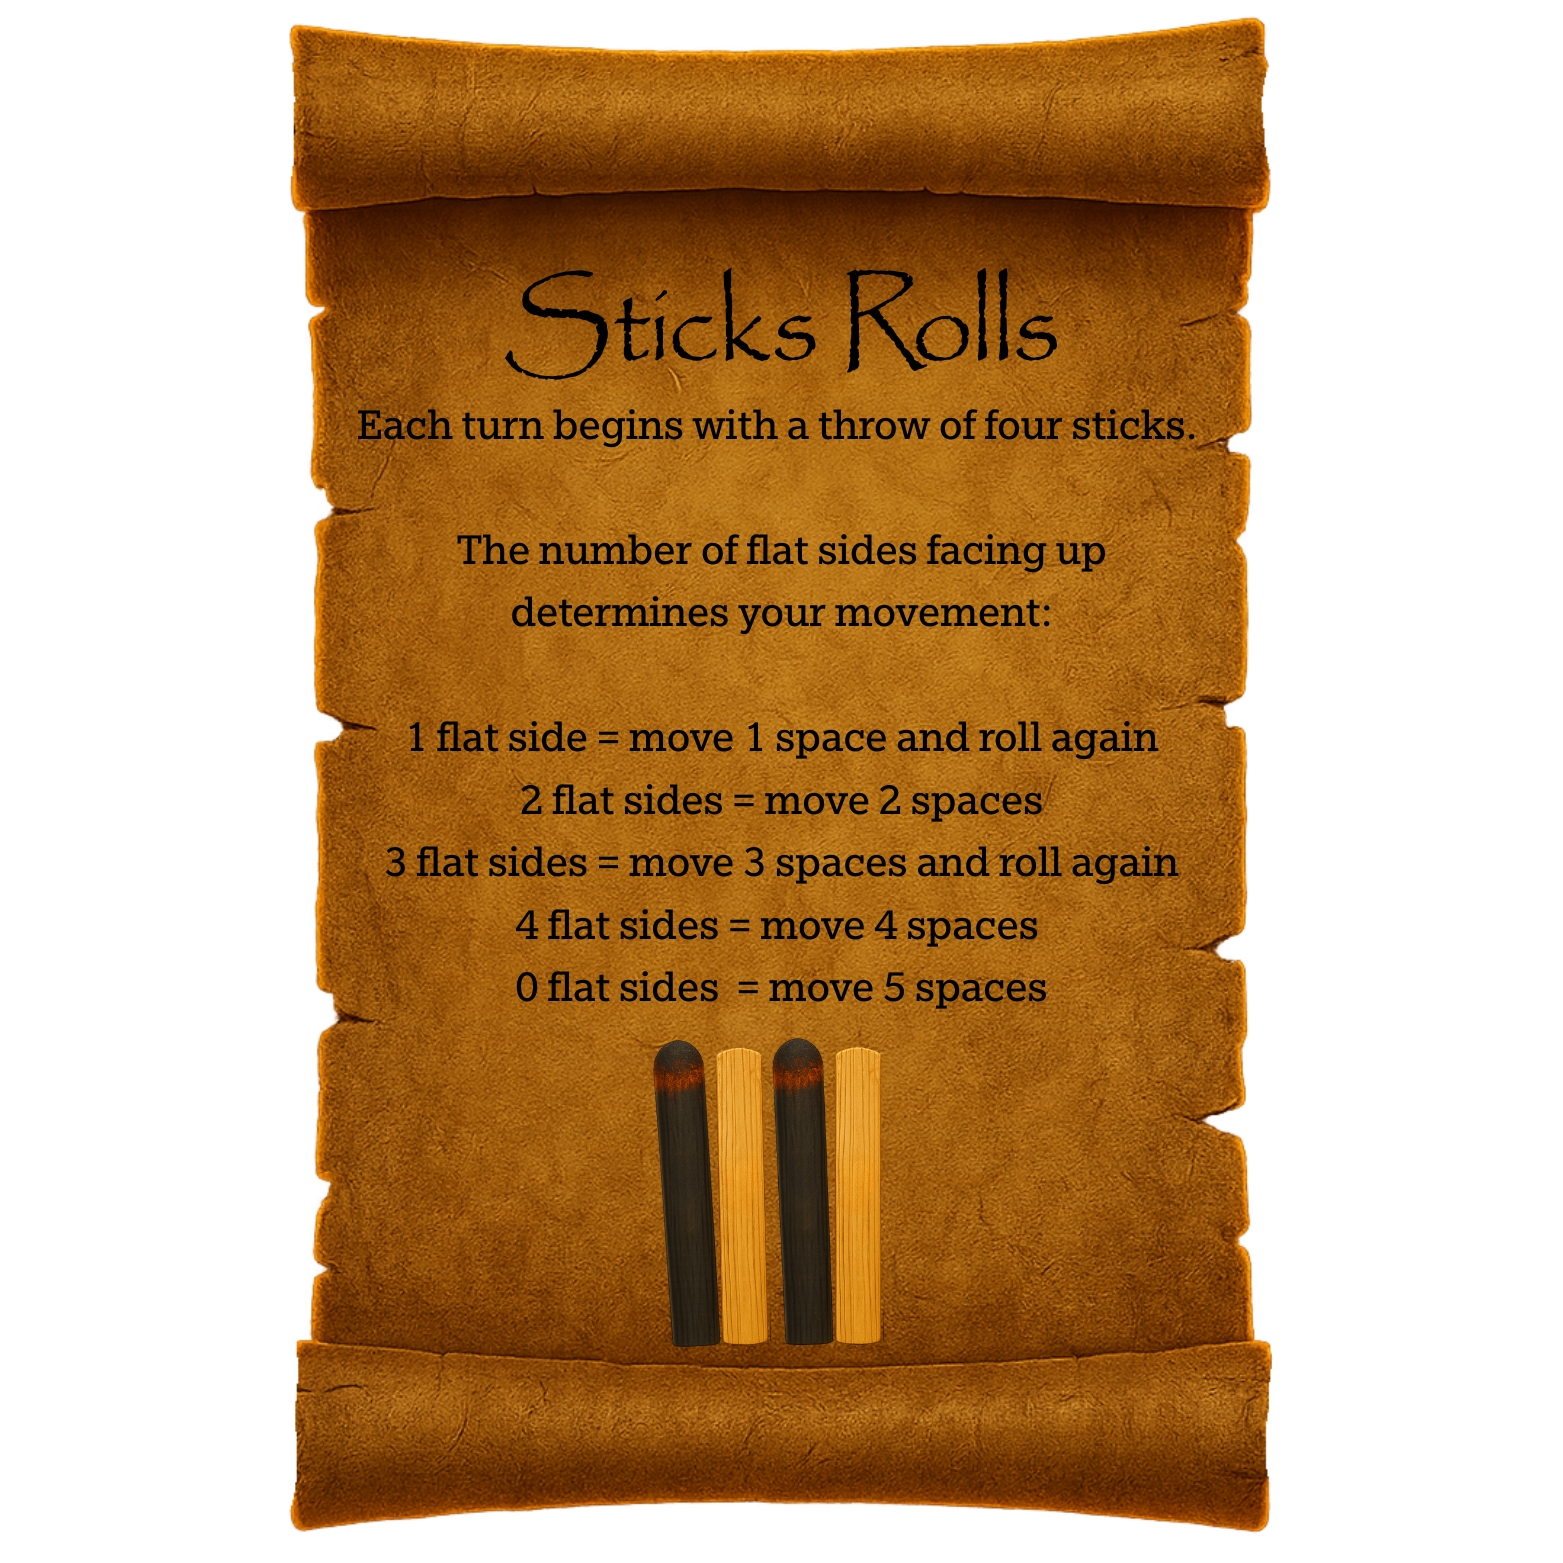 Sticks Rolls
Each turn begins with a throw of four sticks.
The number of flat sides facing up
determines your movement:
1 flat side = move 1 space and roll again
2 flat sides = move 2 spaces
3 flat sides = move 3 spaces and roll again
4 flat sides = move 4 spaces
0 flat sides = move 5 spaces